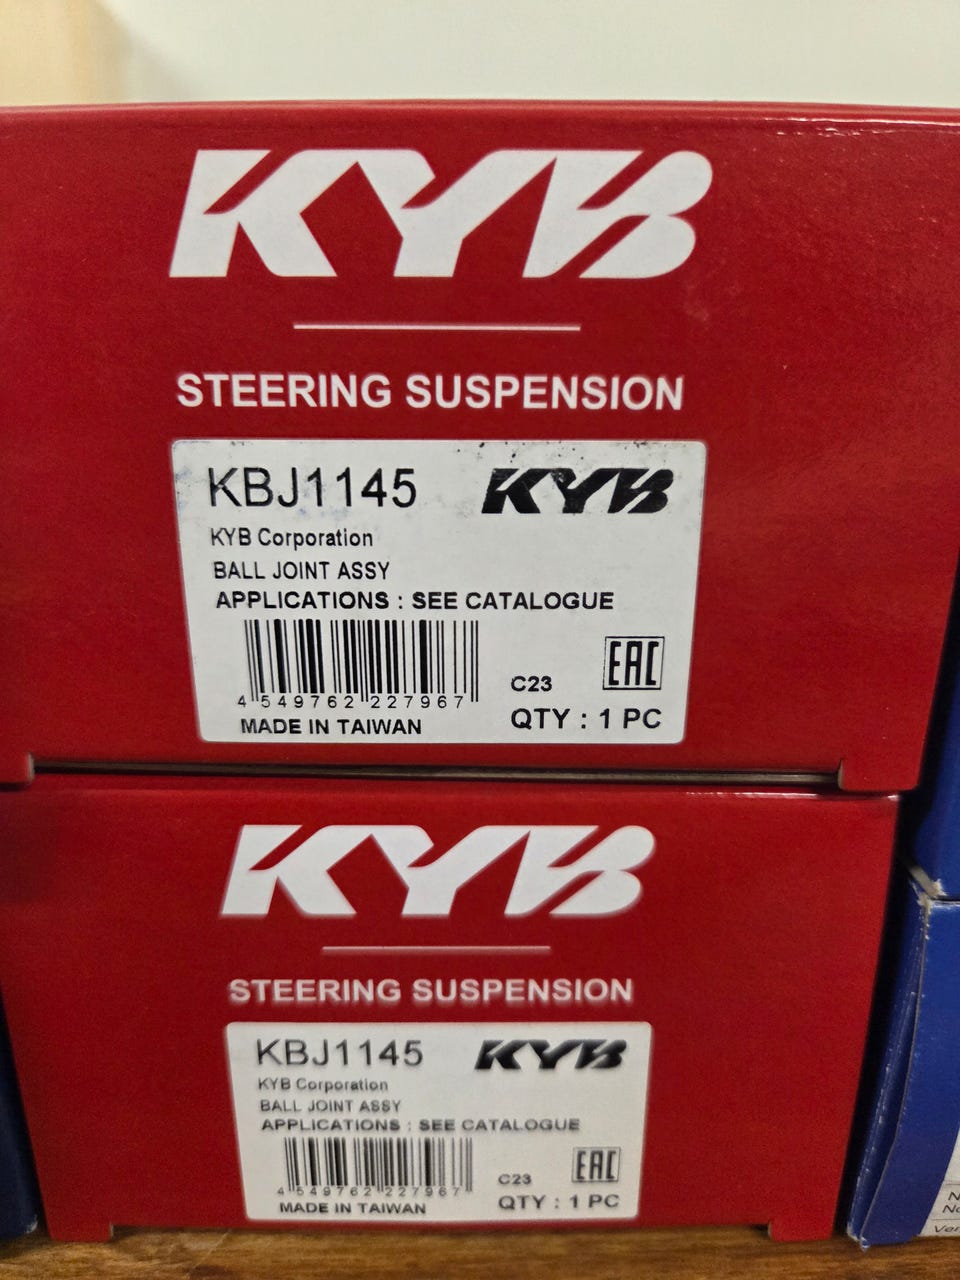 KYB
STEERING SUSPENSION
KBJ1145 KYB
KYB Corporation
BALL JOINT ASSY
APPLICATIONS : SEE CATALOGUE
EAC
C23
4 549762 227967
QTY : 1 PC
MADE IN TAIWAN
KYB
STEERING SUSPENSION
KBJ1145 KYB
KYB Corporation
BALL JOINT ASSY
APPLICATIONS : SEE CATALOGUE
EAC
C23
4 549762 227967
QTY : 1 PC
MADE IN TAIWAN